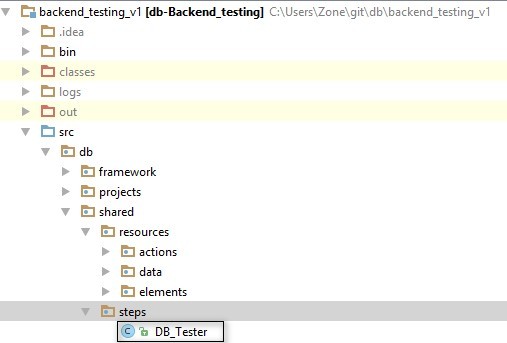 backend_testing_v1 [db-Backend_testing] C:\Users\Zone\git\db\backend_testing_v1
.idea
bin
classes
logs
out
src
db
framework
projects
shared
resources
actions
data
elements
steps
C DB_Tester